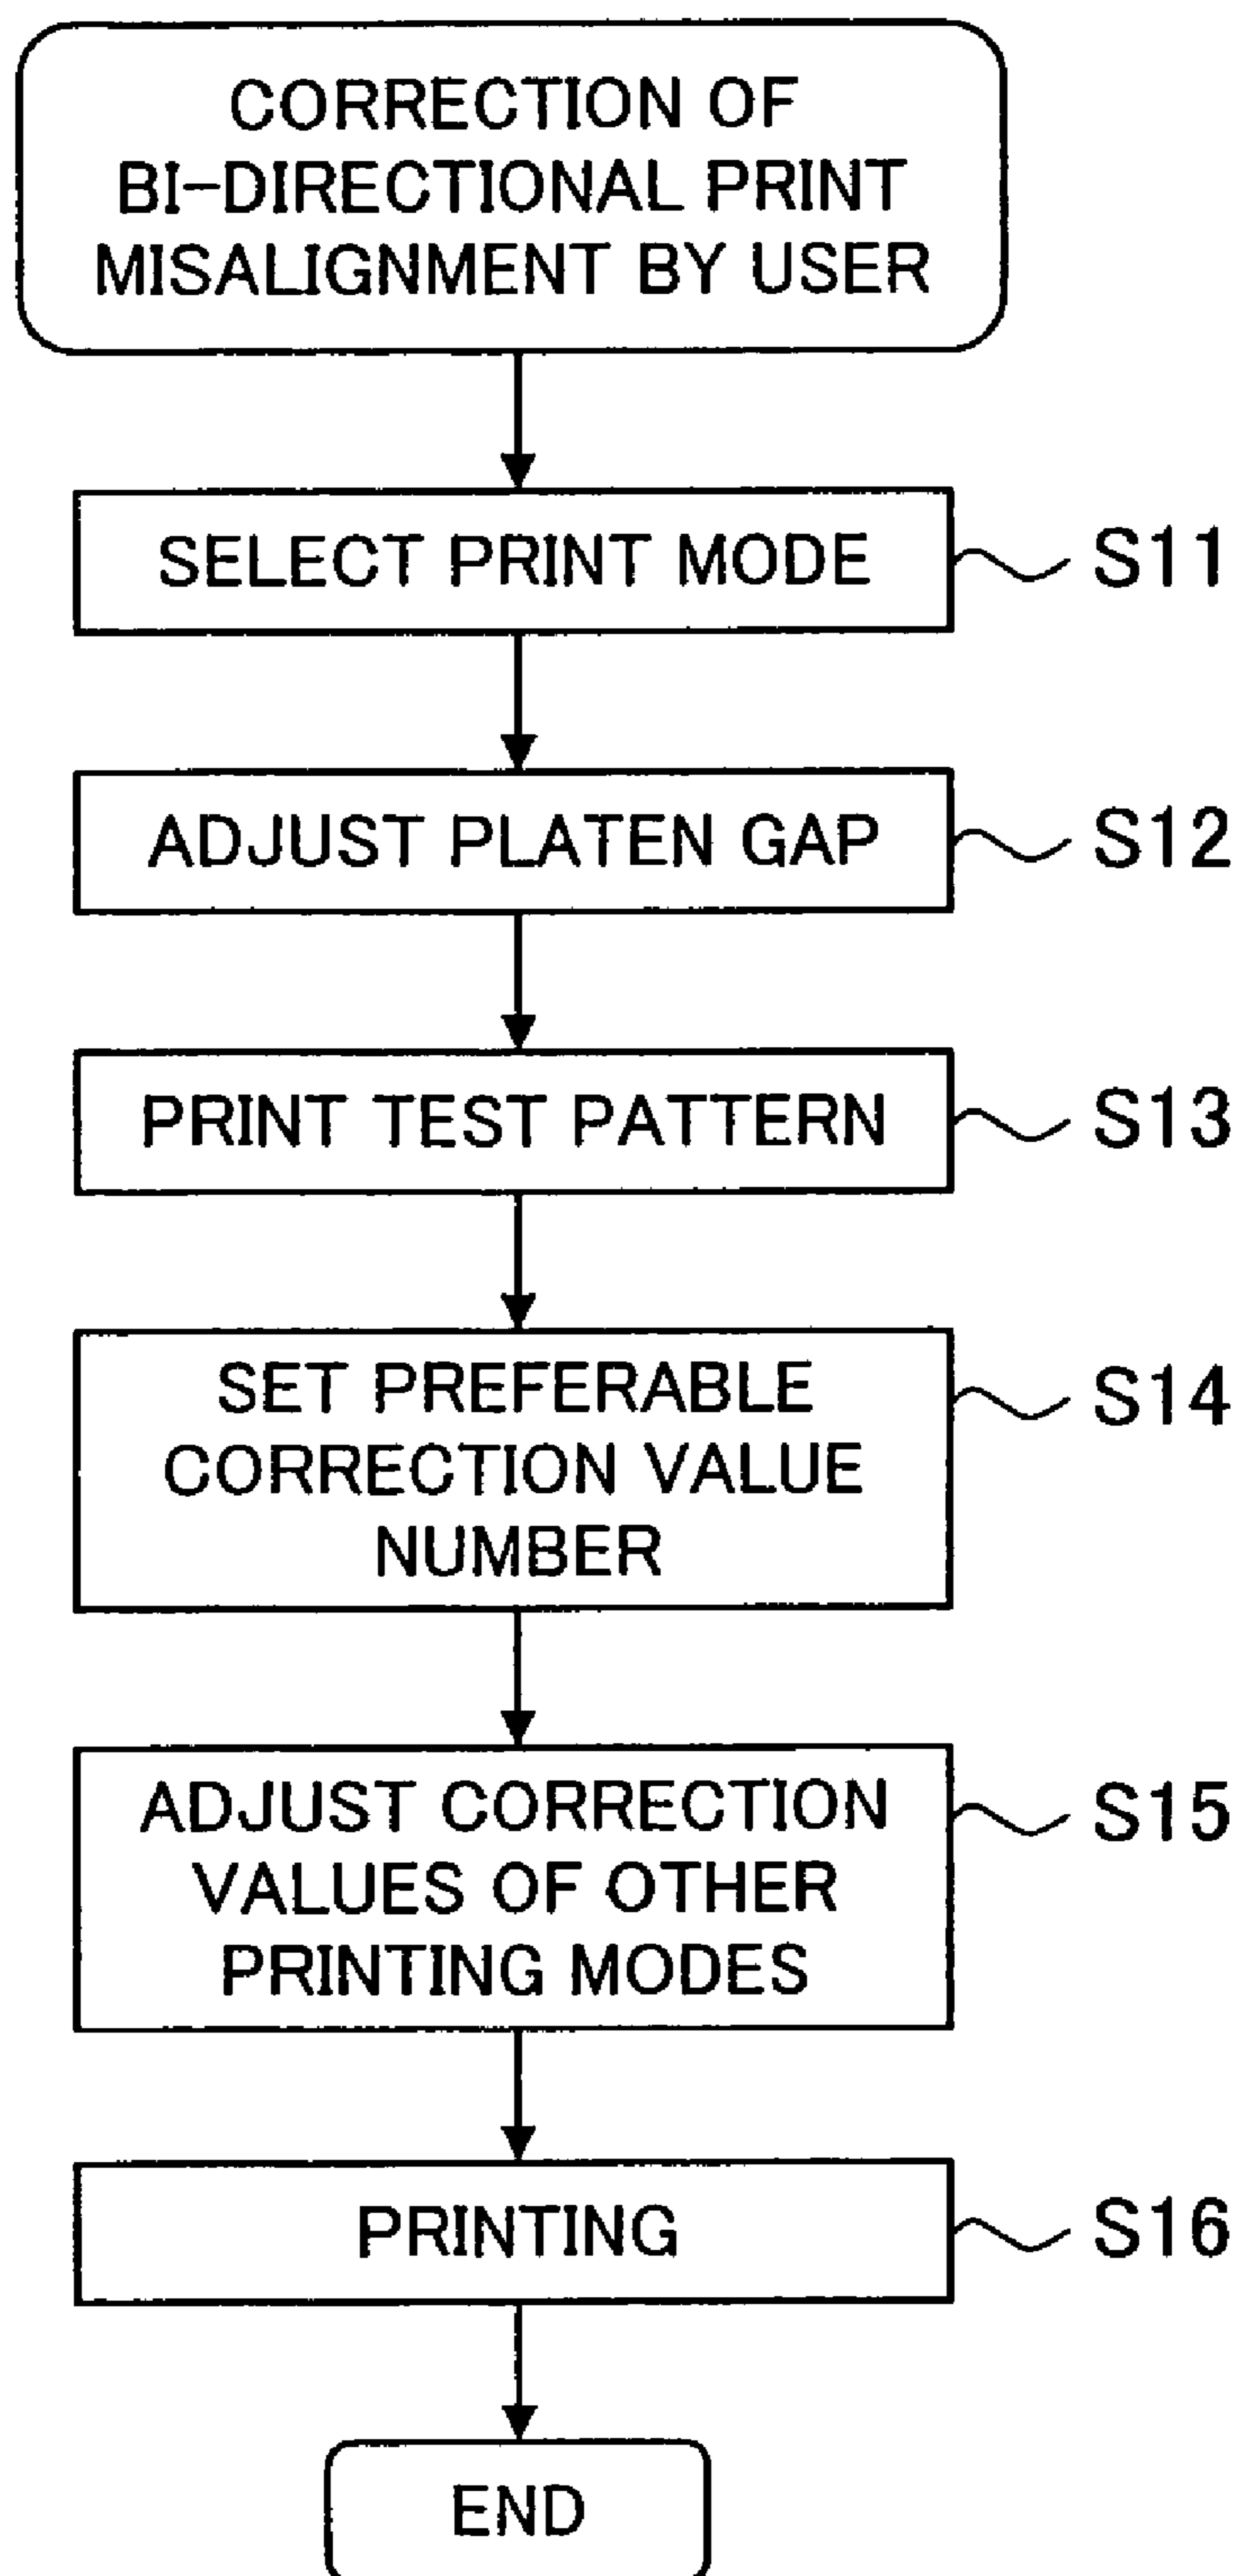 CORRECTION OF
BI-DIRECTIONAL PRINT
MISALIGNMENT BY USER
SELECT PRINT MODE
S11
ADJUST PLATEN GAP
S12
PRINT TEST PATTERN
S13
SET PREFERABLE
S14
CORRECTION VALUE
NUMBER
ADJUST CORRECTION
S15
VALUES OF OTHER
PRINTING MODES
PRINTING
S16
END